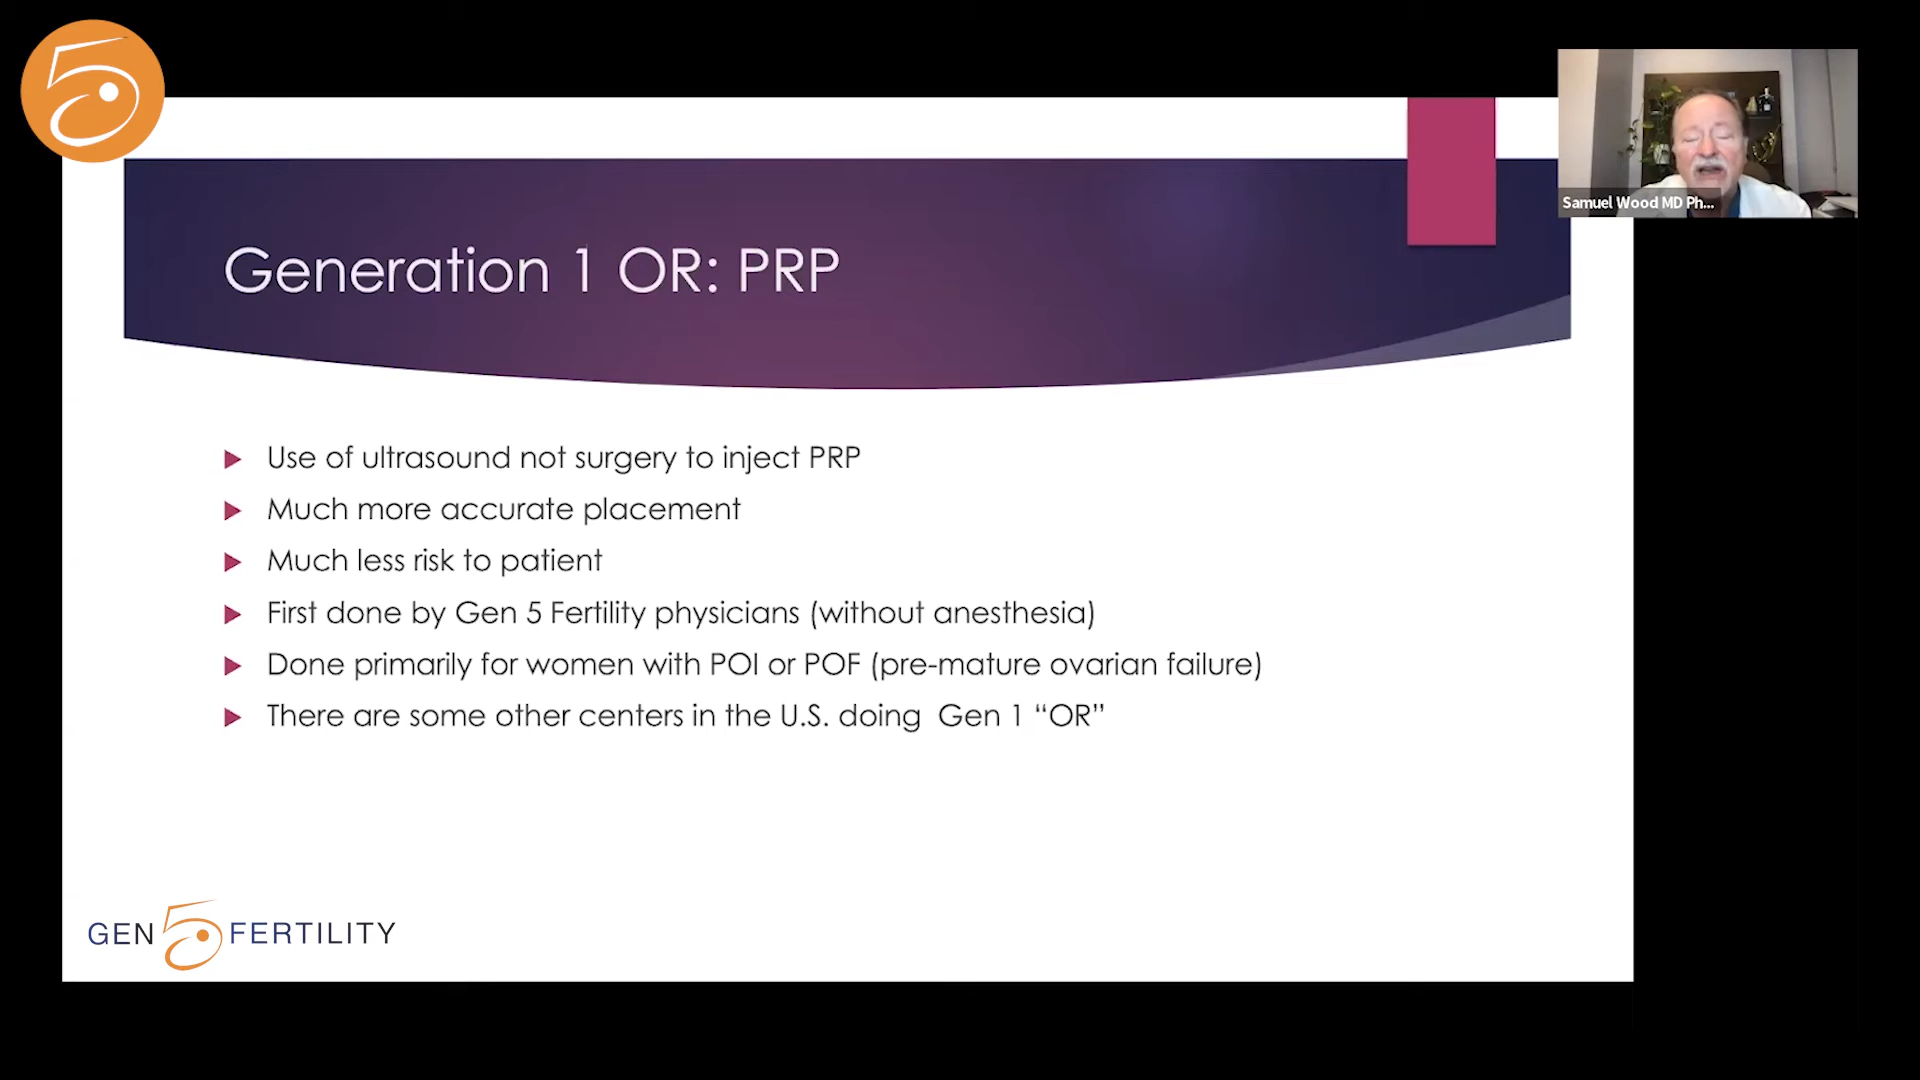 Samuel Wood MD Ph...
Generation 1 OR: PRP
Use of ultrasound not surgery to inject PRP
Much more accurate placement
Much less risk to patient
First done by Gen 5 Fertility physicians (without anesthesia)
Done primarily for women with POI or POF (pre-mature ovarian failure)
There are some other centers in the U.S. doing  Gen 1 “OR”
GEN 5 FERTILITY